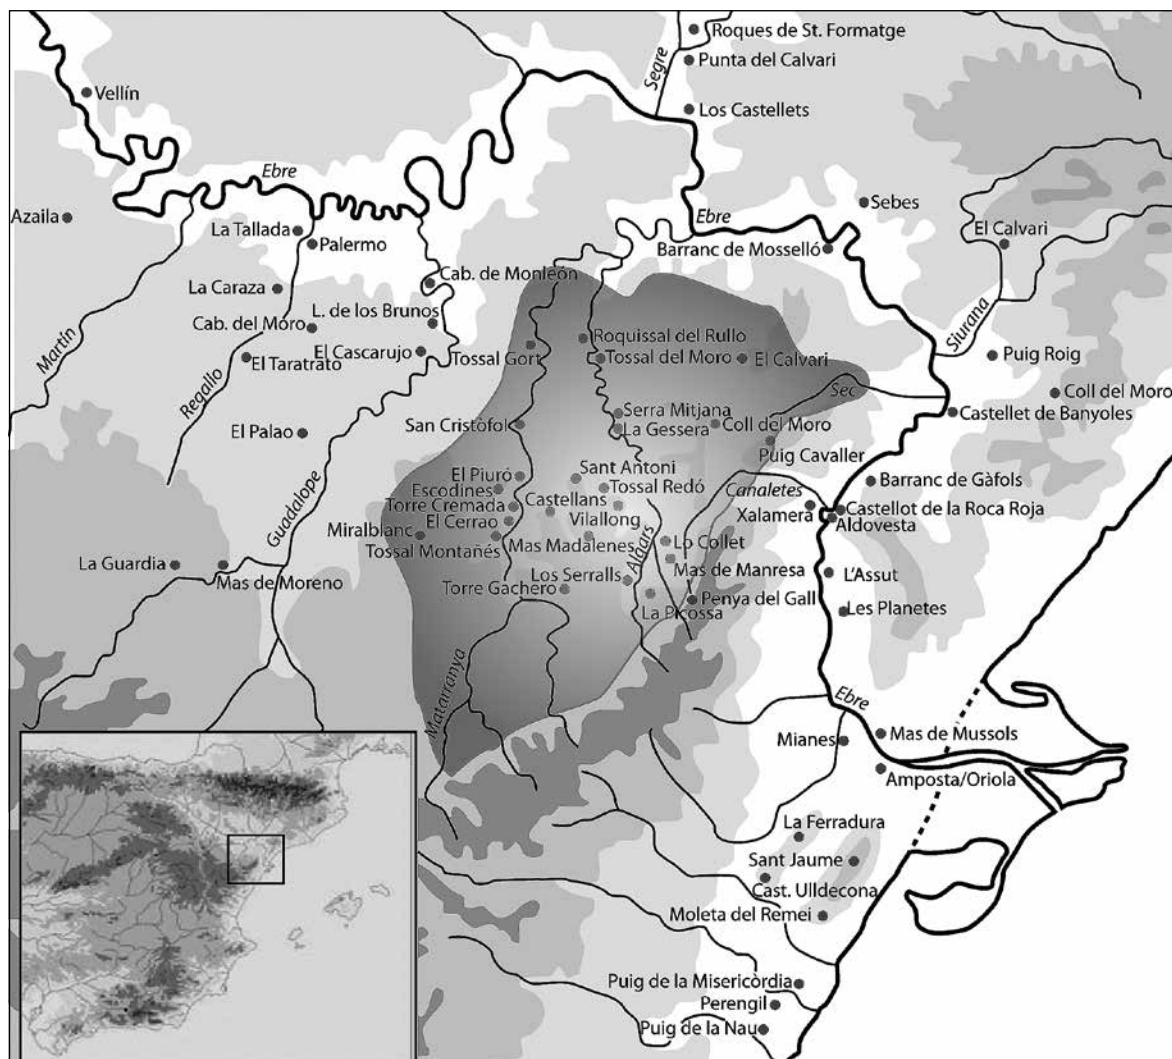 Roques de St. Formatge
Segre
Punta del Calvari
Vellín
Los Castellets
Ebre
Azaila
Sebes
Ebre
La Tallada
Palermo
El Calvari
Barranc de Mosselló
Cab. de Monleón
La Caraza
L. de los Brunos
Cab. del Moro
Siurana
Martín
Roquissal del Rullo
El Cascarujo
Tossal Gort
Tossal del Moro
El Calvari
Puig Roig
El Taratrato
Regallo
Sec
Coll del Moro
Serra Mitjana
Castellet de Banyoles
San Cristòfol
La Gessera
Coll del Moro
El Palao
Puig Cavaller
Sant Antoni
El Piuró
Barranc de Gàfols
Escodines
Tossal Redó
Canaletes
Torre Cremada
Castellans
Castellot de la Roca Roja
Xalamera
El Cerrao
Vilallong
Aldovesta
Guadalope
Miralblanc
Tossal Montañés
Mas Madalenes
Algars
Lo Collet
La Guardia
Mas de Manresa
L'Assut
Mas de Moreno
Los Serralls
Torre Gachero
Penya del Gall
La Picossa
Les Planetes
Matarranya
Ebre
Mas de Mussols
Mianes
Amposta/Oriola
La Ferradura
Sant Jaume
Cast. Ulldecona
Moleta del Remei
Puig de la Misericòrdia
Perengil
Puig de la Nau